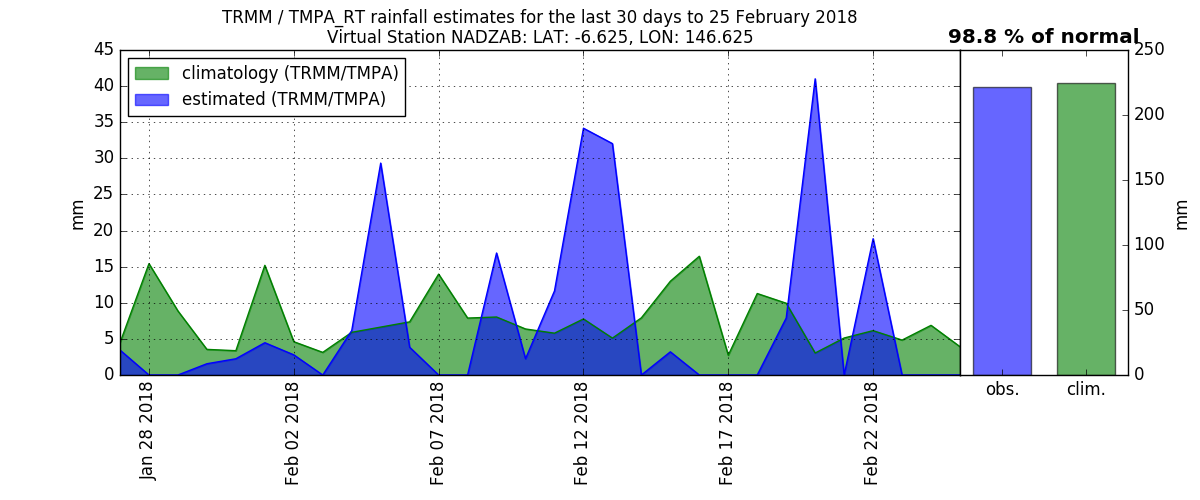 TRMM / TMPA_RT rainfall estimates for the last 30 days to 25 February 2018
Virtual Station NADZAB: LAT: -6.625, LON: 146.625
98.8 % of normal
climatology (TRMM/TMPA)
estimated (TRMM/TMPA)
45
40
35
30
25
20
15
10
5
0
mm
Jan 28 2018
Feb 02 2018
Feb 07 2018
Feb 12 2018
Feb 17 2018
Feb 22 2018
250
200
150
100
50
0
mm
obs.
clim.